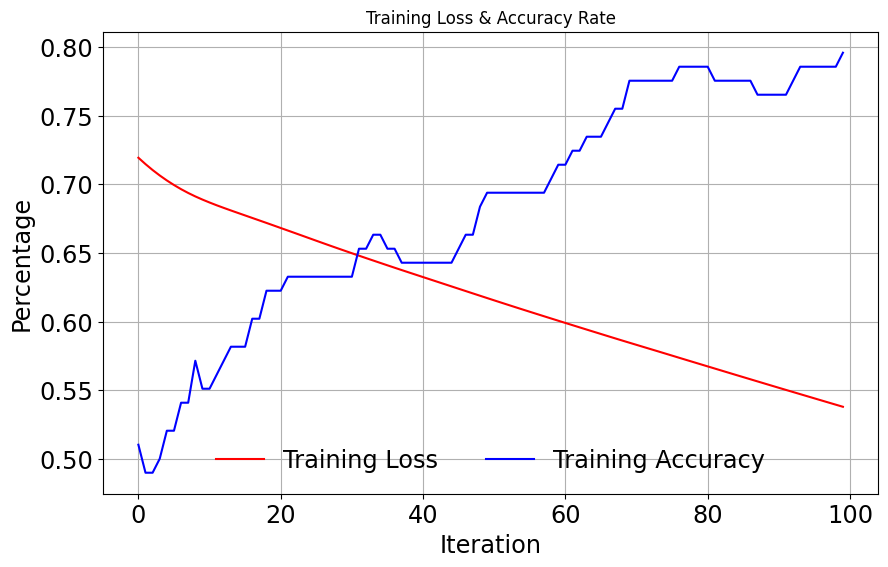 Training Loss & Accuracy Rate
Percentage
0.80
0.75
0.70
0.65
0.60
0.55
0.50
Training Loss Training Accuracy
0 20 40 60 80 100
Iteration